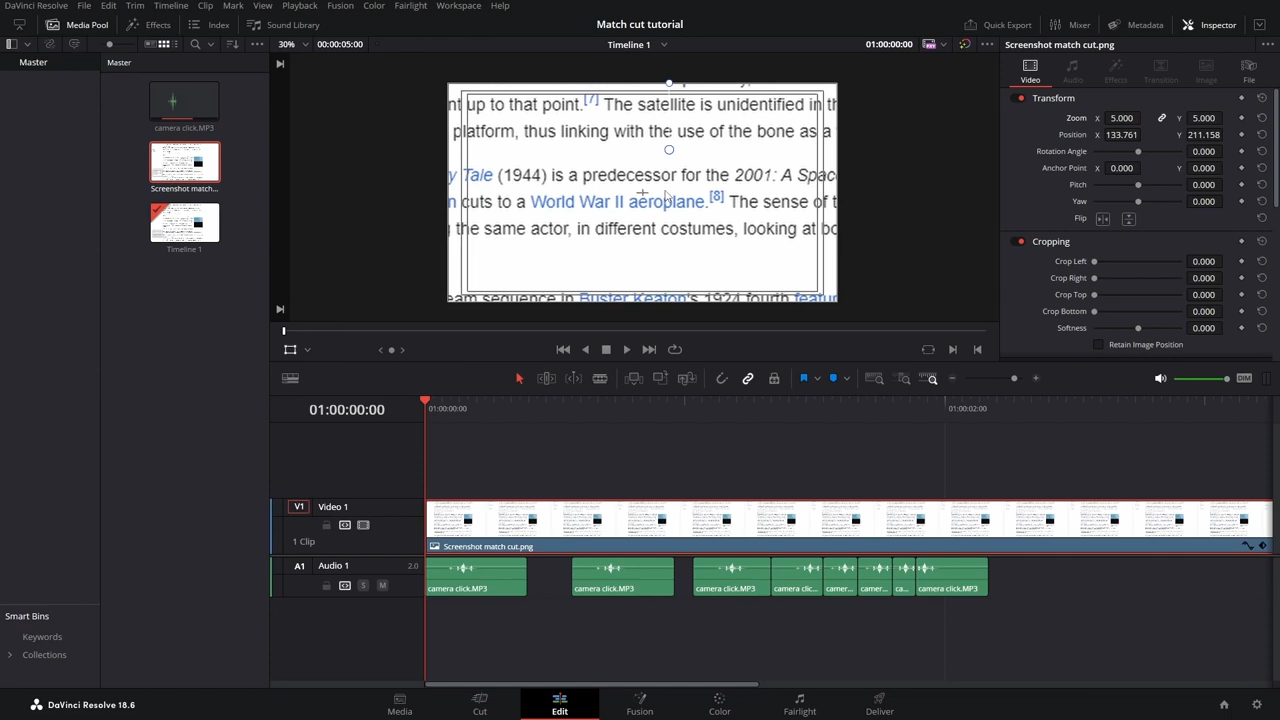 DaVinci Resolve File Edit Trim Timeline Clip Mark View Playback Fusion Color Fairlight Workspace Help
Media Pool Effects Index Sound Library Match cut tutorial Quick Export Mixer Metadata Inspector
30% 00:00:05:00 Timeline 1 01:00:00:00 Screenshot match cut.png
Master Master
Video Audio Effects Transition Image File
camera click.MP3
Screenshot match...
Timeline 1
nt up to that point.[7] The satellite is unidentified in th
platform, thus linking with the use of the bone as a
y Tale (1944) is a predecessor for the 2001: A Space
n cuts to a World War II aeroplane.[8] The sense of t
g the same actor, in different costumes, looking at bo
eam sequence in Buster Keaton's 1924 fourth featur
Transform
Zoom X 5.000 Y 5.000
Position X 133.761 Y 211.158
Rotation Angle 0.000
Anchor Point X 0.000 Y 0.000
Pitch 0.000
Yaw 0.000
Flip
Cropping
Crop Left 0.000
Crop Right 0.000
Crop Top 0.000
Crop Bottom 0.000
Softness 0.000
Retain Image Position
DIM
01:00:00:00 01:00:00:00 01:00:02:00
V1 Video 1
1 Clip
Screenshot match cut.png
A1 Audio 1 2.0
S M
camera click.MP3 camera click.MP3 camera click.MP3 camera clic... camera... camer... ca... camera click.MP3
Smart Bins
Keywords
Collections
DaVinci Resolve 18.6 Media Cut Edit Fusion Color Fairlight Deliver